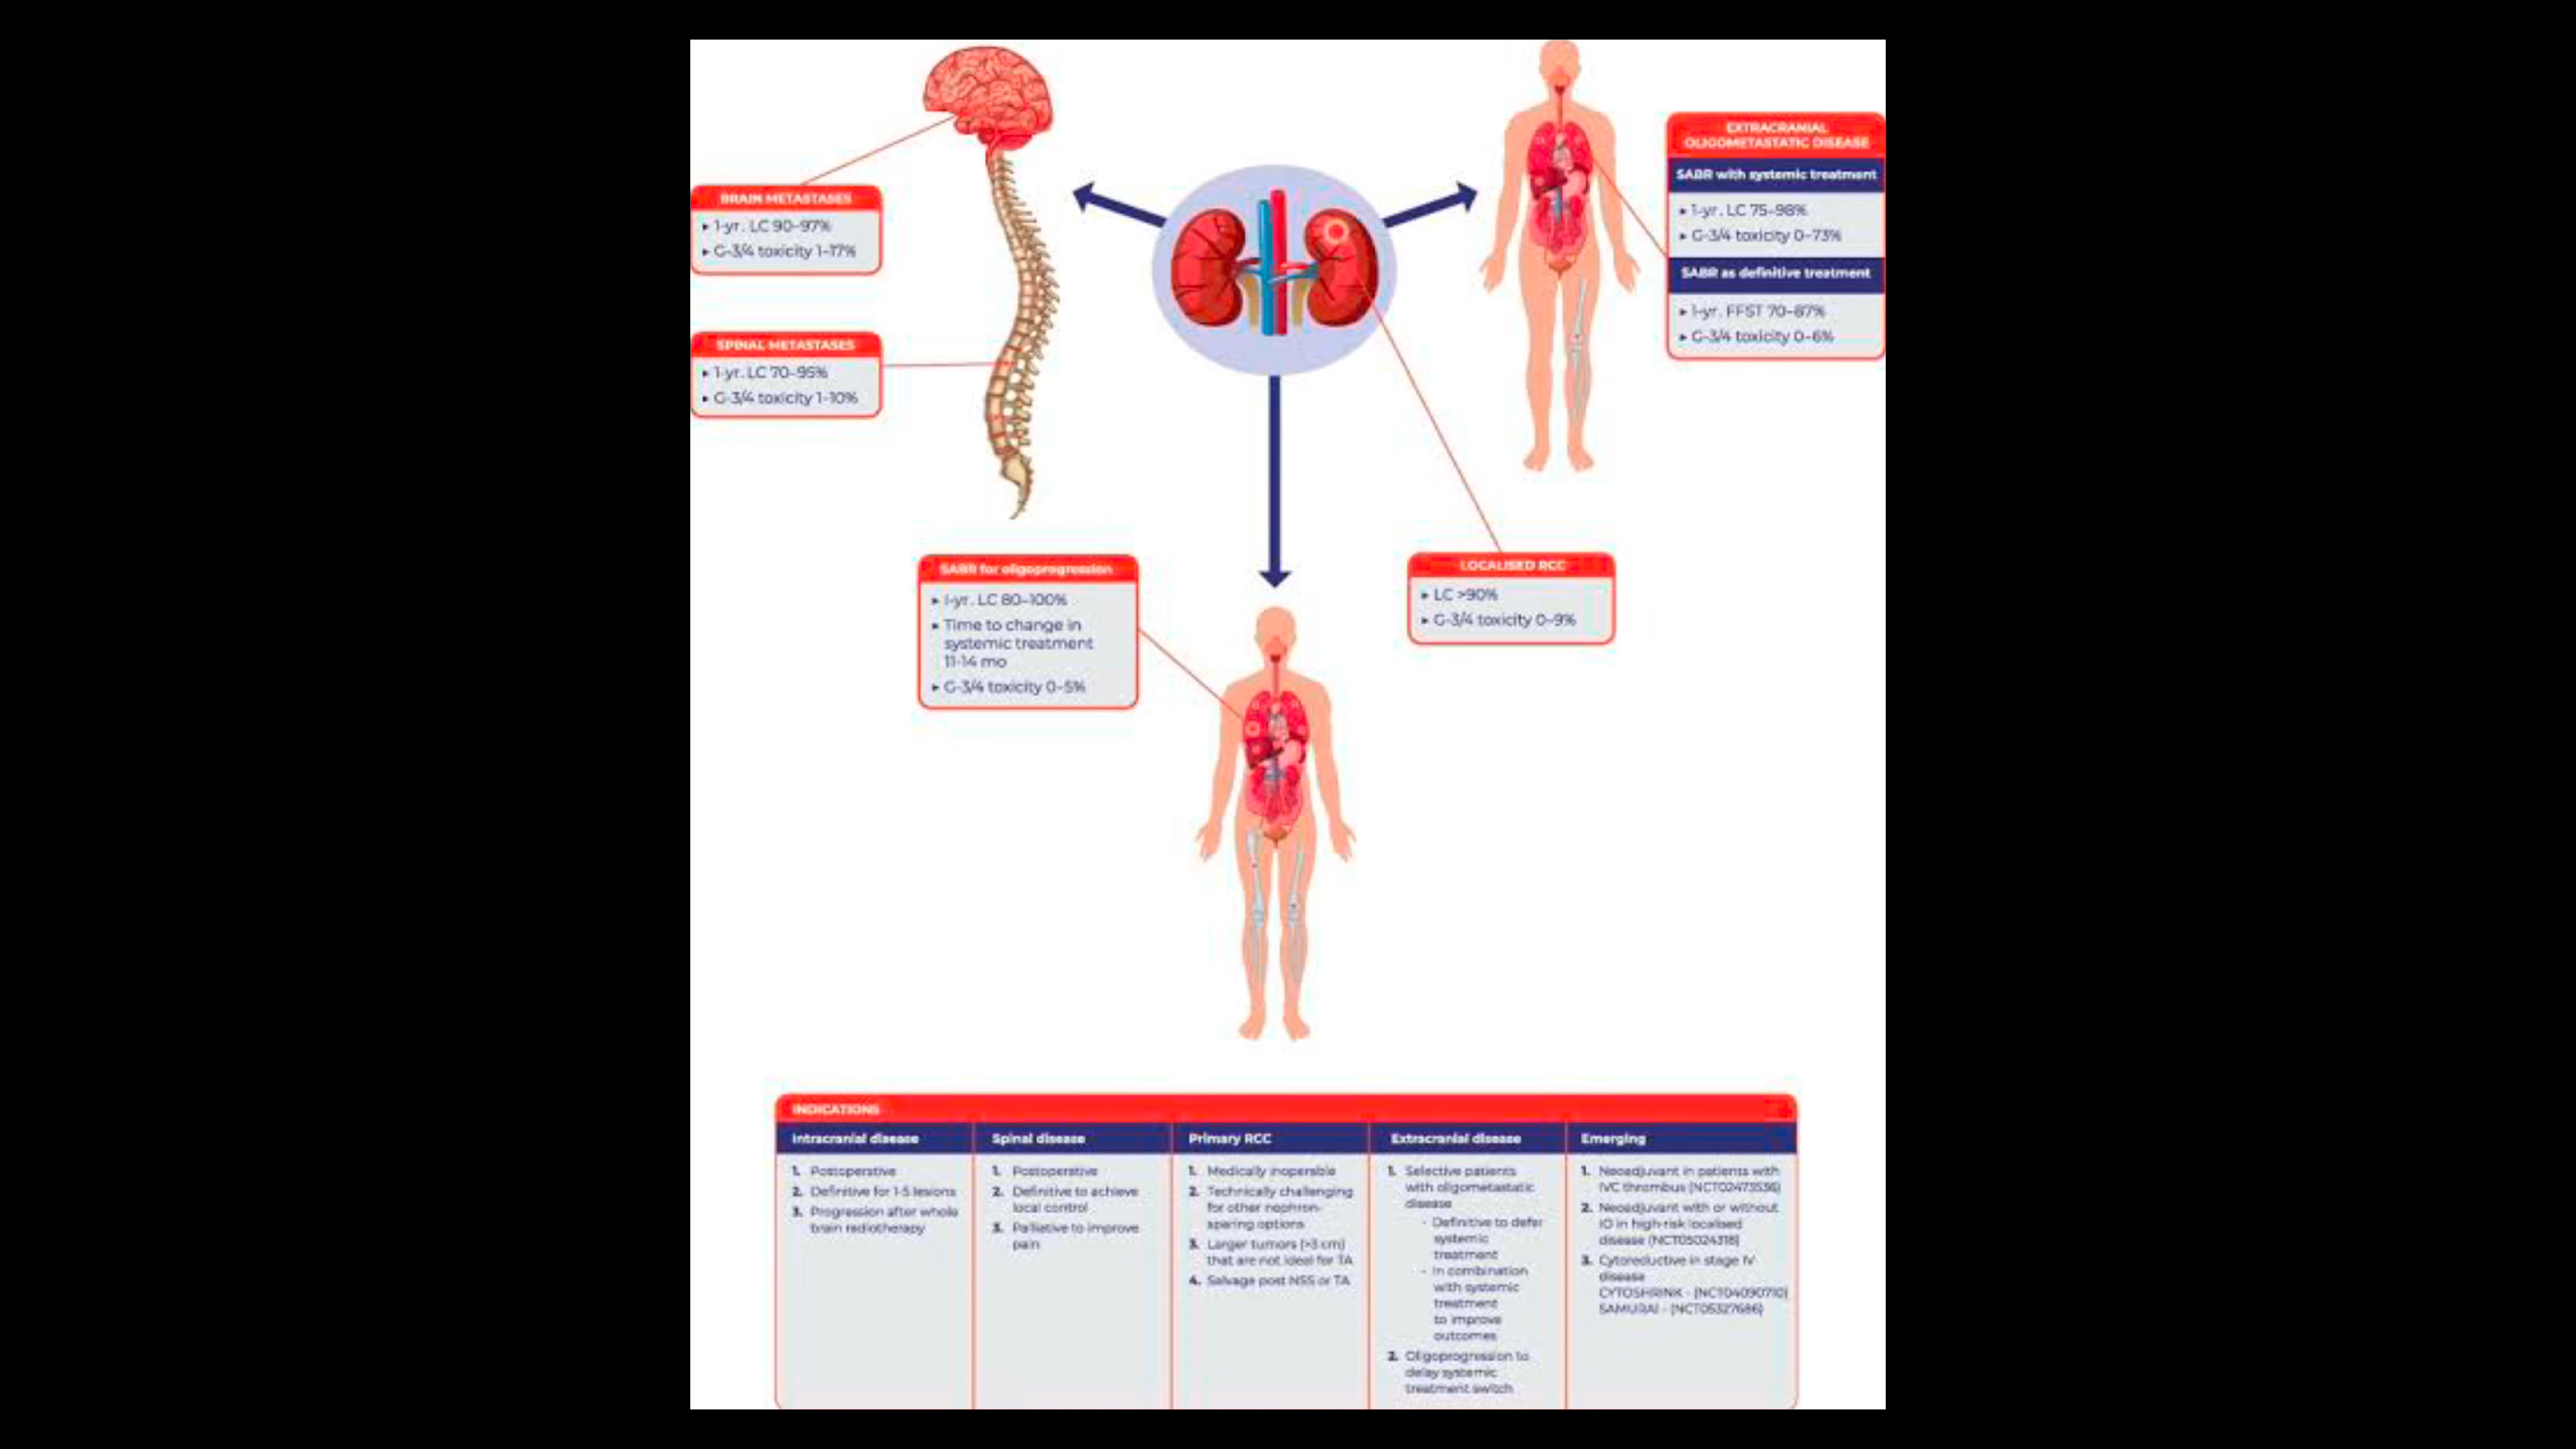 BRAIN METASTASES
▸ 1-yr. LC 90–97%
▸ G-3/4 toxicity 1–17%
SPINAL METASTASES
▸ 1-yr. LC 70–95%
▸ G-3/4 toxicity 1-10%
EXTRACRANIAL
OLIGOMETASTATIC DISEASE
SABR with systemic treatment
▸ 1-yr. LC 75–98%
▸ G-3/4 toxicity 0–73%
SABR as definitive treatment
▸ 1-yr. FFST 70–87%
▸ G-3/4 toxicity 0–6%
SABR for oligoprogression
▸ 1-yr. LC 80–100%
▸ Time to change in
systemic treatment
11-14 mo
▸ G-3/4 toxicity 0–5%
LOCALISED RCC
▸ LC >90%
▸ G-3/4 toxicity 0–9%
INDICATIONS
Intracranial disease
1. Postoperative
2. Definitive for 1-5 lesions
3. Progression after whole
brain radiotherapy
Spinal disease
1. Postoperative
2. Definitive to achieve
local control
3. Palliative to improve
pain
Primary RCC
1. Medically inoperable
2. Technically challenging
for other nephron-
sparing options
3. Larger tumors (>3 cm)
that are not ideal for TA
4. Salvage post NSS or TA
Extracranial disease
1. Selective patients
with oligometastatic
disease
- Definitive to defer
systemic
treatment
- In combination
with systemic
treatment
to improve
outcomes
2. Oligoprogression to
delay systemic
treatment switch
Emerging
1. Neoadjuvant in patients with
IVC thrombus (NCT02473536)
2. Neoadjuvant with or without
IO in high-risk localised
disease (NCT05024318)
3. Cytoreductive in stage IV
disease
CYTOSHRINK - (NCT04090710)
SAMURAI - (NCT05327686)